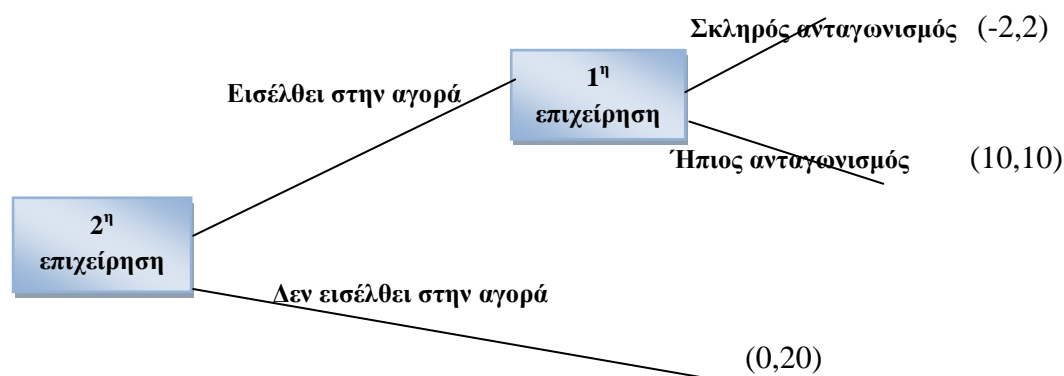 Σκληρός ανταγωνισμός (-2,2)
1η
επιχείρηση
Εισέλθει στην αγορά
Ήπιος ανταγωνισμός (10,10)
2η
επιχείρηση
Δεν εισέλθει στην αγορά
(0,20)